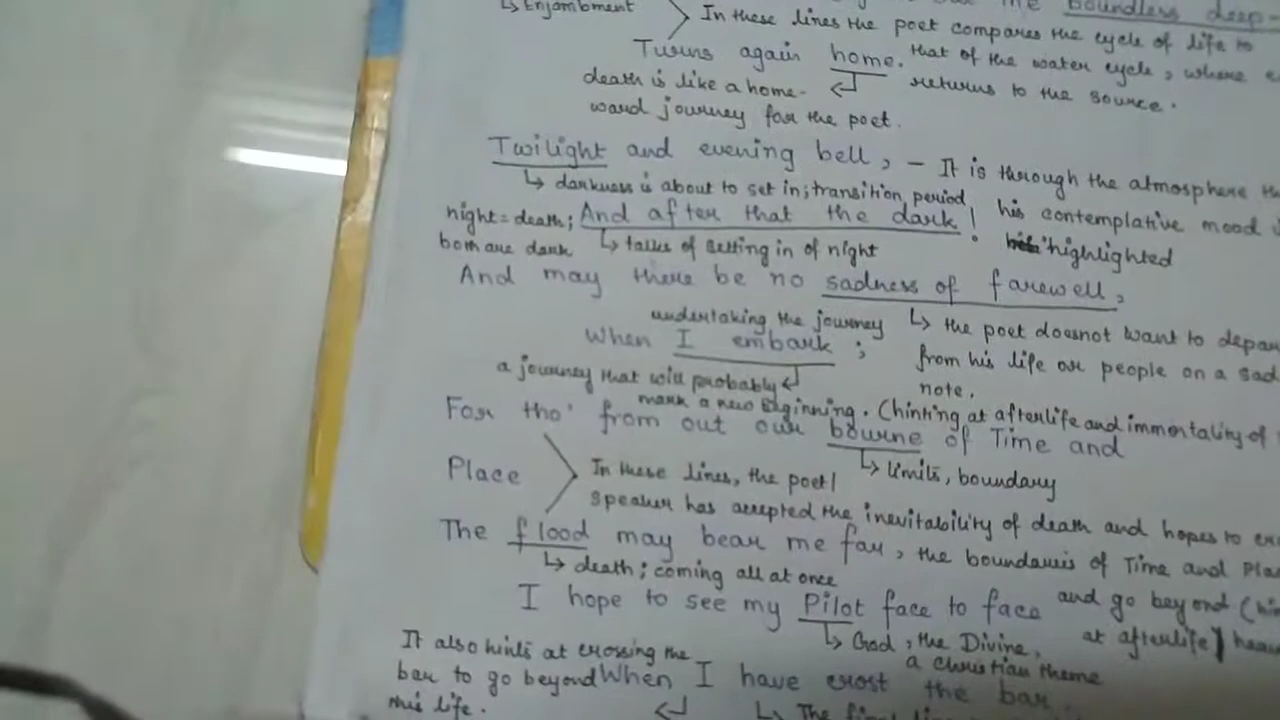 boundless deep
↳ Enjambment
In these lines the poet compares the cycle of life to
Turns again home. that of the water cycle, where
death is like a home- returns to the source.
ward journey for the poet.
Twilight and evening bell, - It is through the atmosphere
↳ darkness is about to set in; transition period his contemplative mood
night = death; And after that the dark!
both are dark ↳ talks of setting in of night highlighted
And may there be no sadness of farewell,
undertaking the journey ↳ the poet doesnot want to
When I embark; from his life or people on a sad
a journey that will probably note.
mark a new beginning. (hinting at afterlife and immortality of
For tho' from out our bourne of Time and
↳ limits, boundary
Place In these lines, the poet/
speaker has accepted the inevitability of death and hopes to
The flood may bear me far, the boundaries of Time and
↳ death; coming all at once
I hope to see my Pilot face to face and go beyond
↳ God, the Divine, at afterlife)
It also hints at crossing the a Christian theme
bar to go beyond When I have crost the bar.
this life. ↳ The final